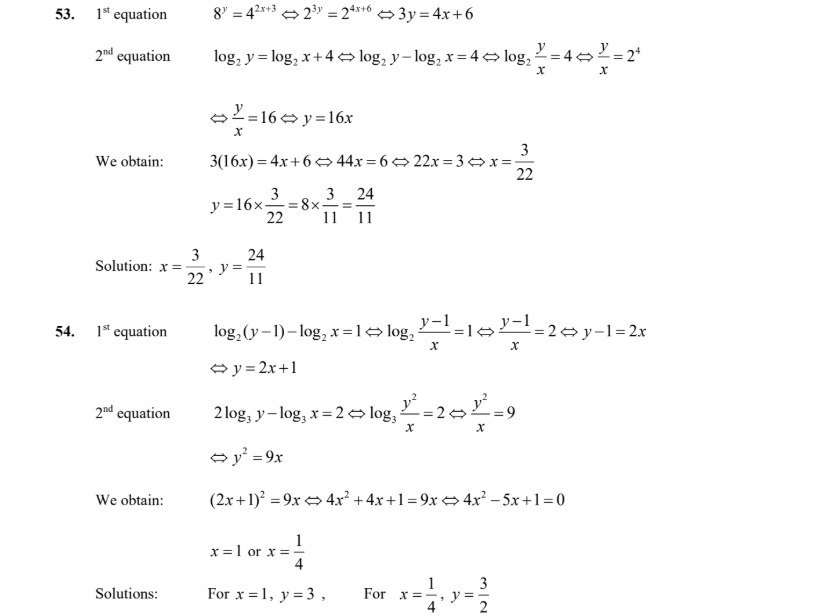 53. 1st equation 8^y = 4^(2x+3) ⇔ 2^(3y) = 2^(4x+6) ⇔ 3y = 4x + 6
2nd equation log₂ y = log₂ x + 4 ⇔ log₂ y − log₂ x = 4 ⇔ log₂ y/x = 4 ⇔ y/x = 2⁴
⇔ y/x = 16 ⇔ y = 16x
We obtain: 3(16x) = 4x + 6 ⇔ 44x = 6 ⇔ 22x = 3 ⇔ x = 3/22
y = 16 × 3/22 = 8 × 3/11 = 24/11
Solution: x = 3/22 , y = 24/11
54. 1st equation log₂(y − 1) − log₂ x = 1 ⇔ log₂ (y−1)/x = 1 ⇔ (y−1)/x = 2 ⇔ y − 1 = 2x
⇔ y = 2x + 1
2nd equation 2 log₃ y − log₃ x = 2 ⇔ log₃ y²/x = 2 ⇔ y²/x = 9
⇔ y² = 9x
We obtain: (2x + 1)² = 9x ⇔ 4x² + 4x + 1 = 9x ⇔ 4x² − 5x + 1 = 0
x = 1 or x = 1/4
Solutions: For x = 1, y = 3 , For x = 1/4, y = 3/2